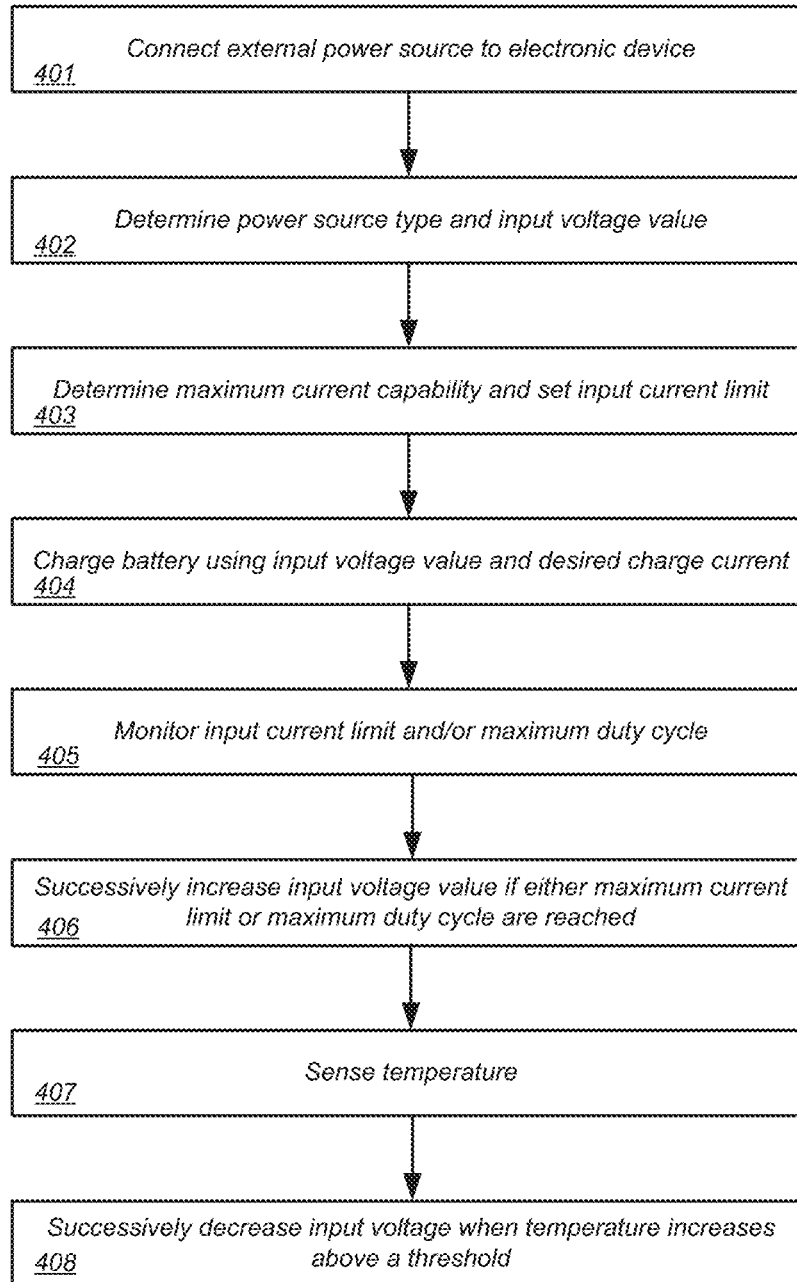 Connect external power source to electronic device
401
Determine power source type and input voltage value
402
Determine maximum current capability and set input current limit
403
Charge battery using input voltage value and desired charge current
404
Monitor input current limit and/or maximum duty cycle
405
Successively increase input voltage value if either maximum current
limit or maximum duty cycle are reached
406
Sense temperature
407
Successively decrease input voltage when temperature increases
above a threshold
408